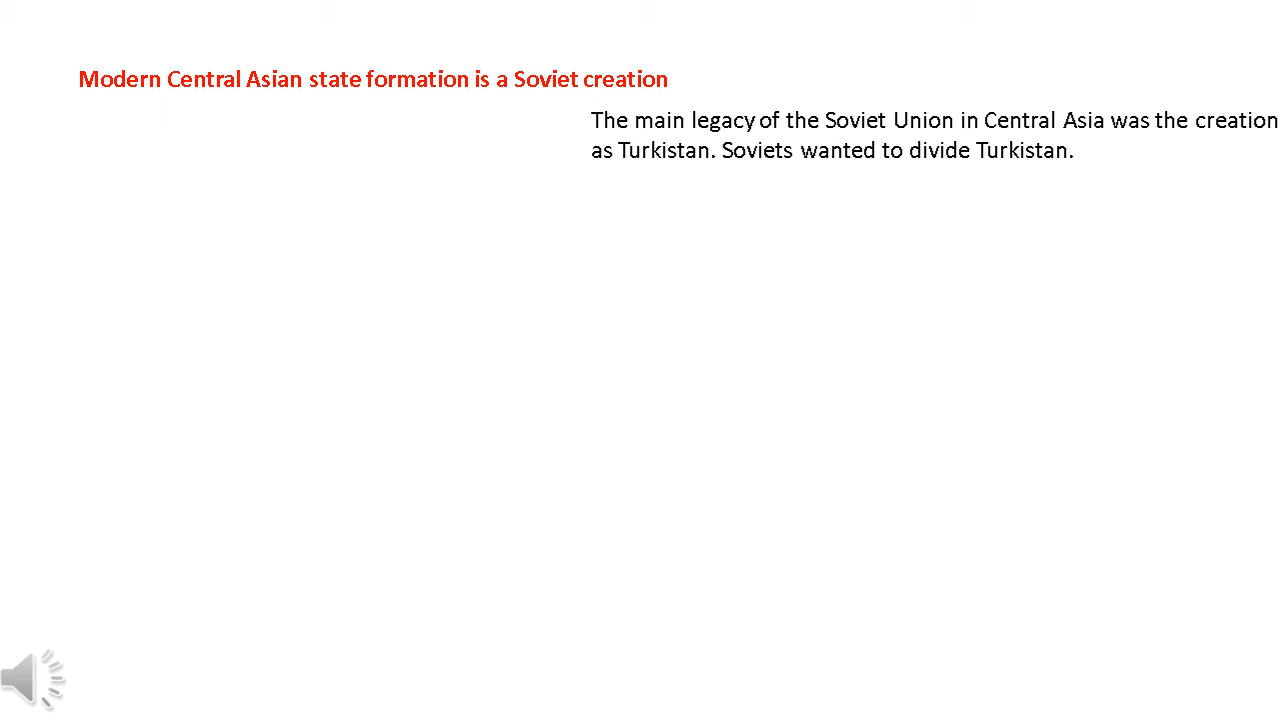 Modern Central Asian state formation is a Soviet creation
The main legacy of the Soviet Union in Central Asia was the creation
as Turkistan. Soviets wanted to divide Turkistan.